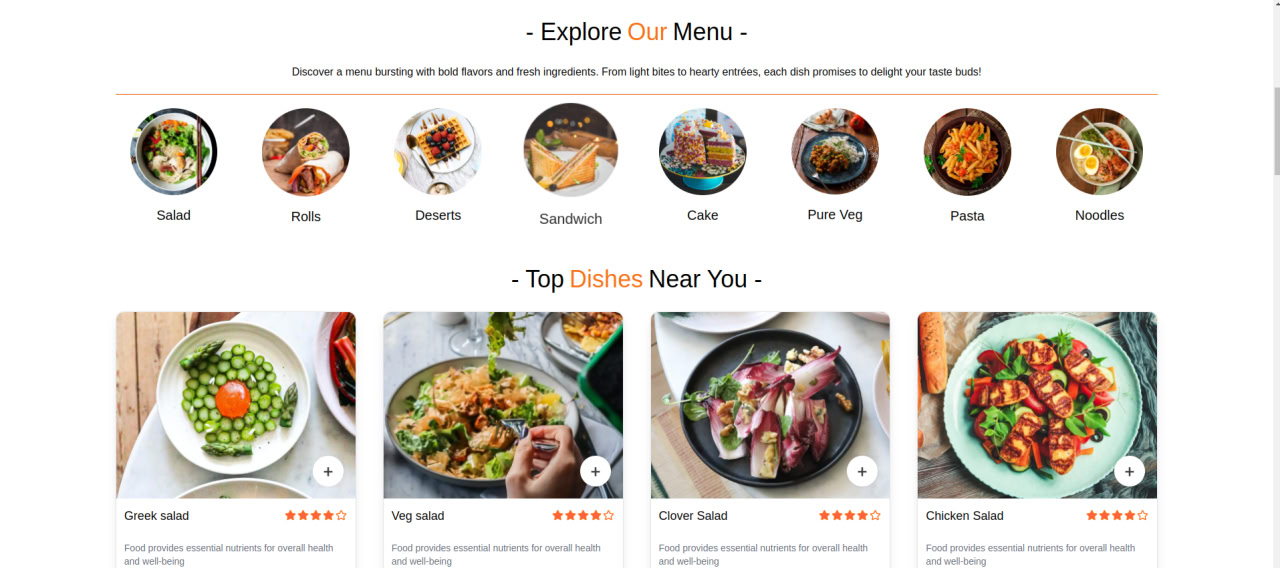 - Explore Our Menu -
Discover a menu bursting with bold flavors and fresh ingredients. From light bites to hearty entrées, each dish promises to delight your taste buds!
Salad
Rolls
Deserts
Sandwich
Cake
Pure Veg
Pasta
Noodles
- Top Dishes Near You -
Greek salad
Food provides essential nutrients for overall health
and well-being
Veg salad
Food provides essential nutrients for overall health
and well-being
Clover Salad
Food provides essential nutrients for overall health
and well-being
Chicken Salad
Food provides essential nutrients for overall health
and well-being